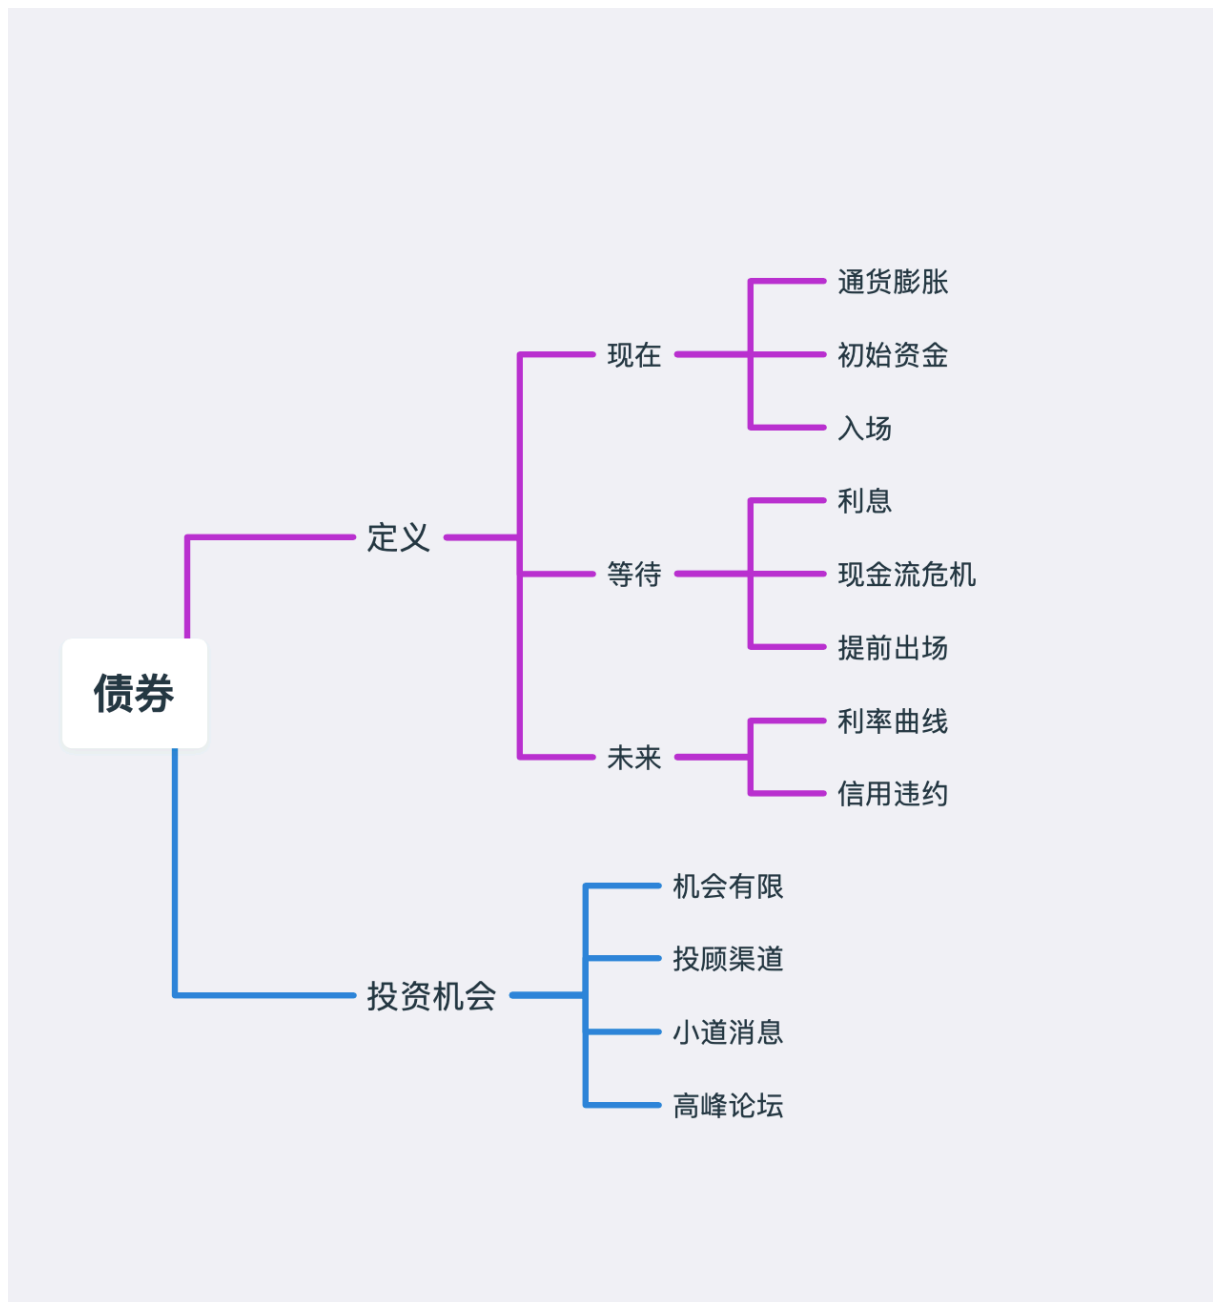 债券
定义
现在
通货膨胀
初始资金
入场
等待
利息
现金流危机
提前出场
未来
利率曲线
信用违约
投资机会
机会有限
投顾渠道
小道消息
高峰论坛